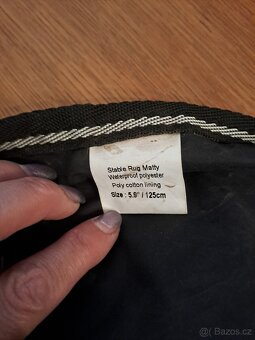 Stable Rug Matty
Waterproof polyester
Poly cotton lining
Size : 5.9" / 125cm
Bazos.cz